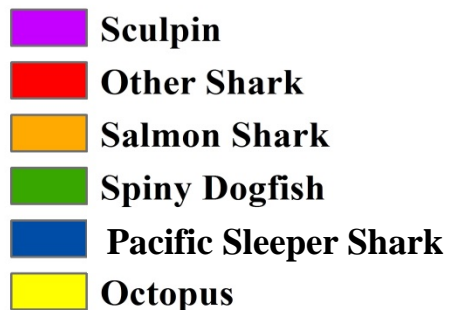 Sculpin
Other Shark
Salmon Shark
Spiny Dogfish
Pacific Sleeper Shark
Octopus